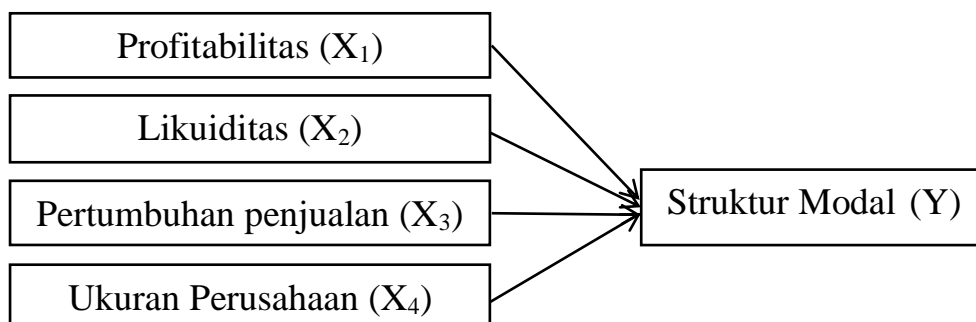 Profitabilitas (X₁)
Likuiditas (X₂)
Pertumbuhan penjualan (X₃)
Ukuran Perusahaan (X₄)
Struktur Modal (Y)